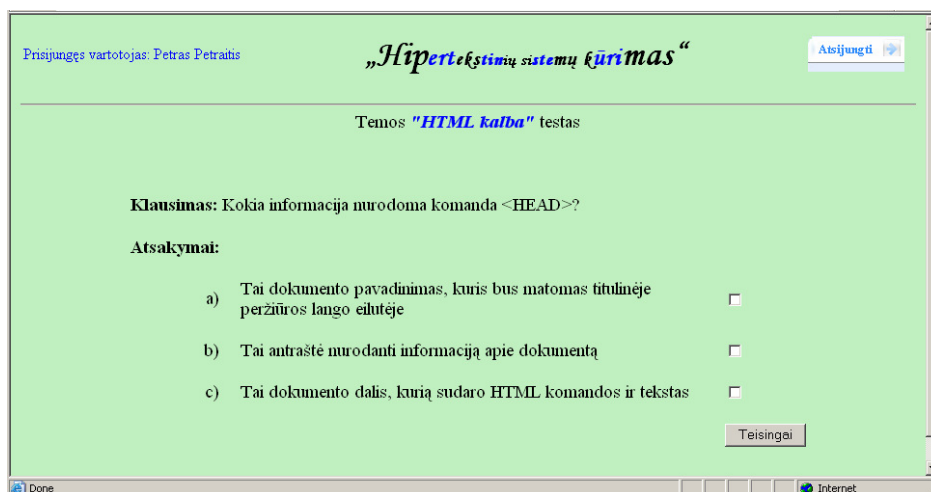 Prisijungęs vartotojas: Petras Petraitis
„Hipertekstinių sistemų kūrimas“
Atsijungti
Temos "HTML kalba" testas
Klausimas: Kokia informacija nurodoma komanda <HEAD>?
Atsakymai:
a) Tai dokumento pavadinimas, kuris bus matomas titulinėje
peržiūros lango eilutėje
b) Tai antraštė nurodanti informaciją apie dokumentą
c) Tai dokumento dalis, kurią sudaro HTML komandos ir tekstas
Teisingai
Done
Internet